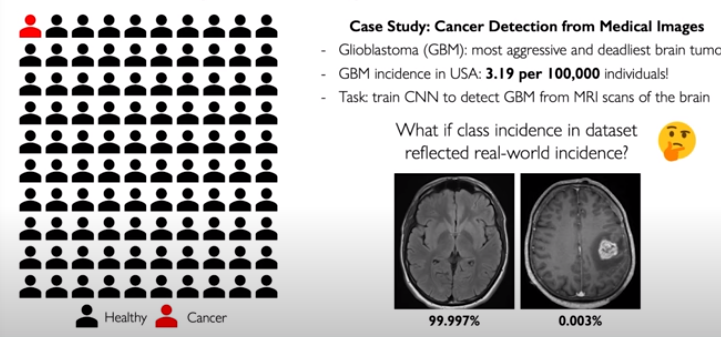 Case Study: Cancer Detection from Medical Images
- Glioblastoma (GBM): most aggressive and deadliest brain tumo
- GBM incidence in USA: 3.19 per 100,000 individuals!
- Task: train CNN to detect GBM from MRI scans of the brain
What if class incidence in dataset
reflected real-world incidence?
99.997%
0.003%
Healthy
Cancer